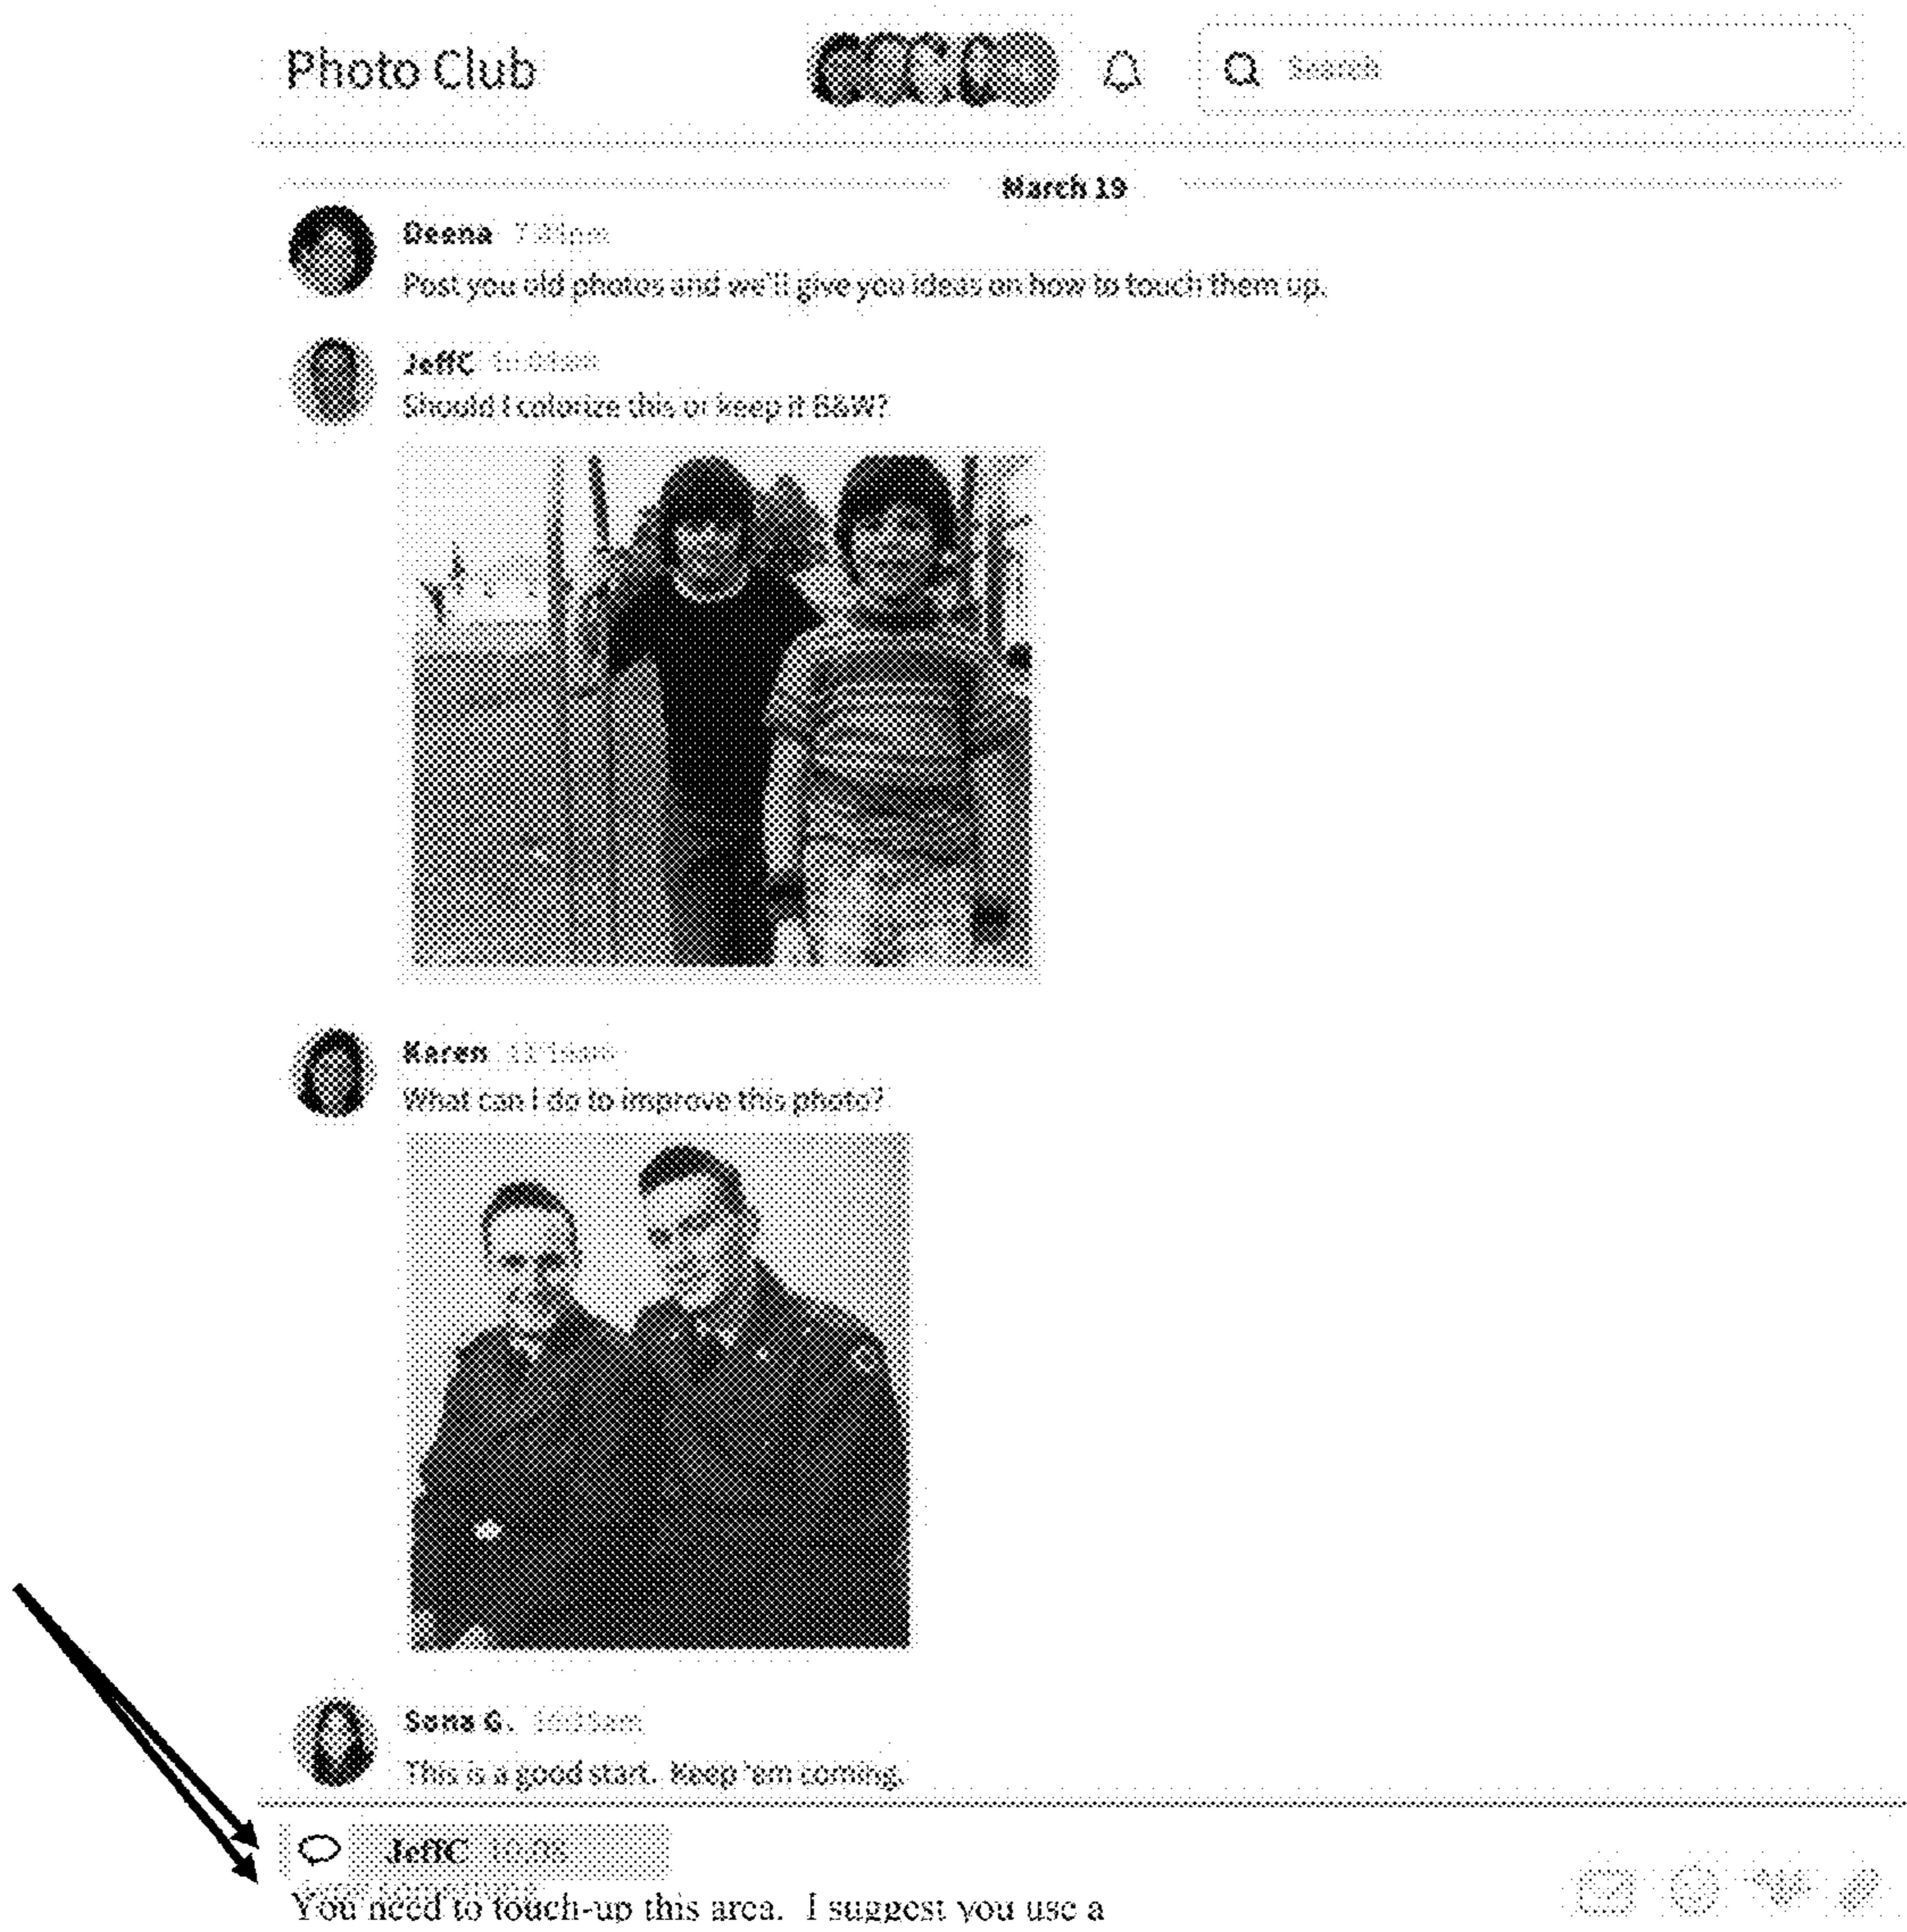 Photo Club
Search
March 19
Deena
Post you old photos and we'll give you ideas on how to touch them up.
JeffC
Should I colorize this or keep it B&W?
Karen
What can I do to improve this photo?
Sona G.
This is a good start. Keep 'em coming.
JeffC
You need to touch-up this area. I suggest you use a